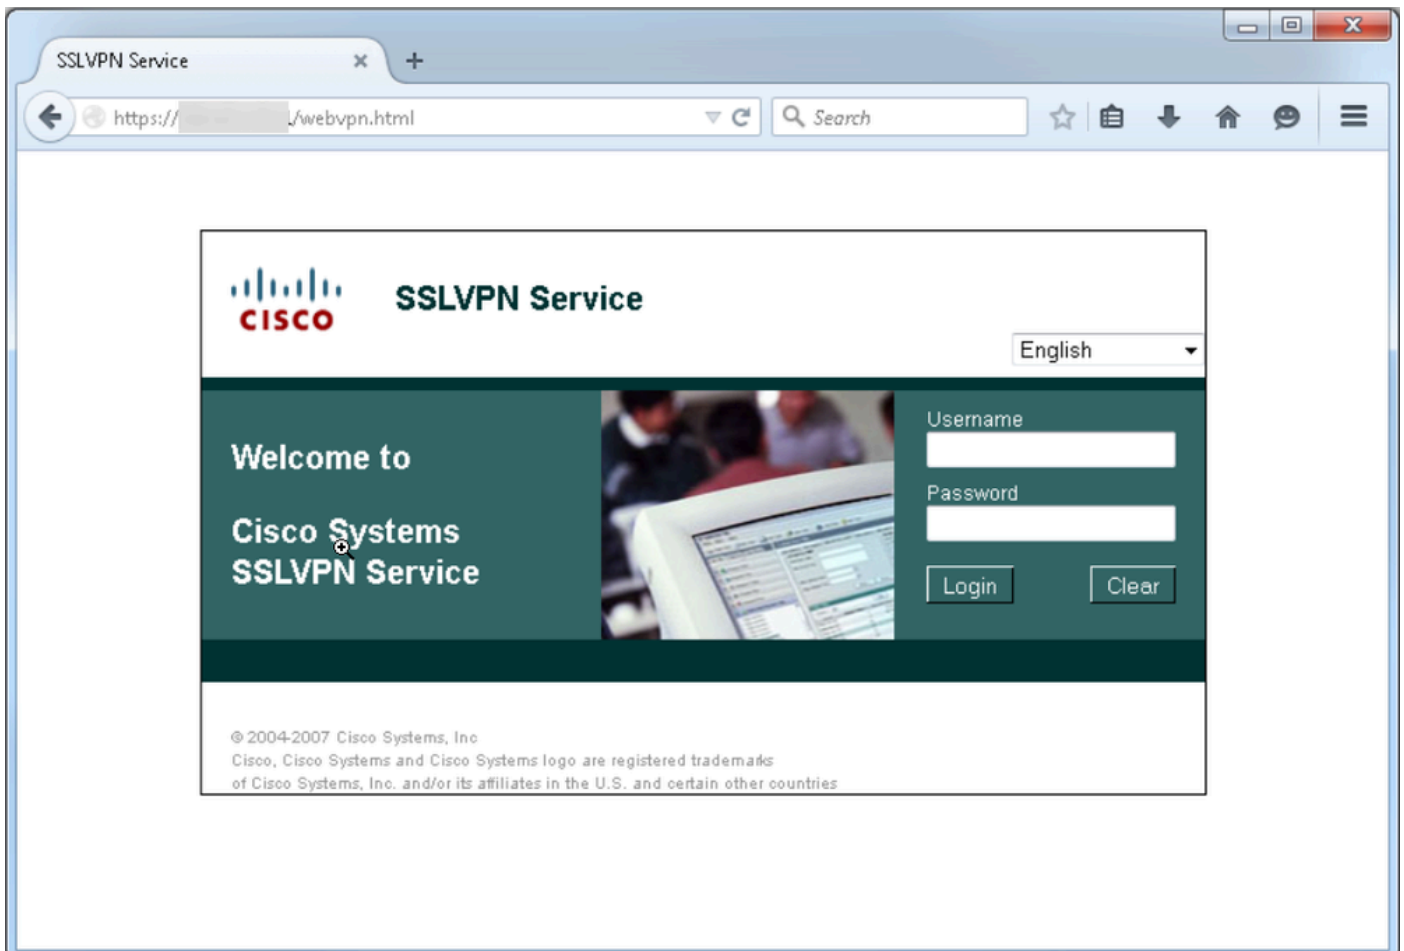 SSLVPN Service
https:// /webvpn.html
Search
CISCO
SSLVPN Service
English
Welcome to
Cisco Systems
SSLVPN Service
Username
Password
Login Clear
© 2004-2007 Cisco Systems, Inc
Cisco, Cisco Systems and Cisco Systems logo are registered trademarks
of Cisco Systems, Inc. and/or its affiliates in the U.S. and certain other countries